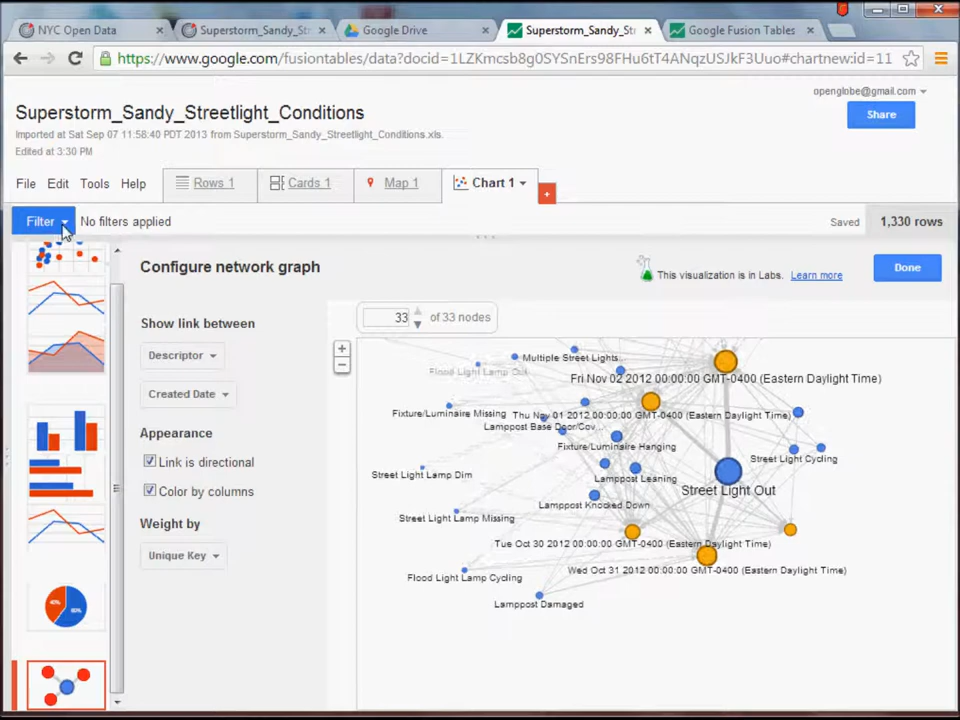 NYC Open Data
Superstorm_Sandy_St
Google Drive
Superstorm_Sandy_Str
Google Fusion Tables
https://www.google.com/fusiontables/data?docid=1LZKmcsb8g0SYSnErs98FHu6tT4ANqzUSJkF3Uuo#chartnew:id=11
openglobe@gmail.com
Superstorm_Sandy_Streetlight_Conditions
Share
Imported at Sat Sep 07 11:58:40 PDT 2013 from Superstorm_Sandy_Streetlight_Conditions.xls.
Edited at 3:30 PM
File Edit Tools Help Rows 1 Cards 1 Map 1 Chart 1 +
Filter No filters applied Saved 1,330 rows
Configure network graph
This visualization is in Labs. Learn more Done
Show link between
33 of 33 nodes
Descriptor
Created Date
Appearance
Link is directional
Color by columns
Weight by
Unique Key
+
−
Multiple Street Lights
Flood Light Lamp Out
Fri Nov 02 2012 00:00:00 GMT-0400 (Eastern Daylight Time)
Fixture/Luminaire Missing
Thu Nov 01 2012 00:00:00 GMT-0400 (Eastern Daylight Time)
Lamppost Base Door/Cov...
Fixture/Luminaire Hanging
Street Light Cycling
Street Light Lamp Dim
Lamppost Leaning
Street Light Out
Lamppost Knocked Down
Street Light Lamp Missing
Tue Oct 30 2012 00:00:00 GMT-0400 (Eastern Daylight Time)
Wed Oct 31 2012 00:00:00 GMT-0400 (Eastern Daylight Time)
Flood Light Lamp Cycling
Lamppost Damaged